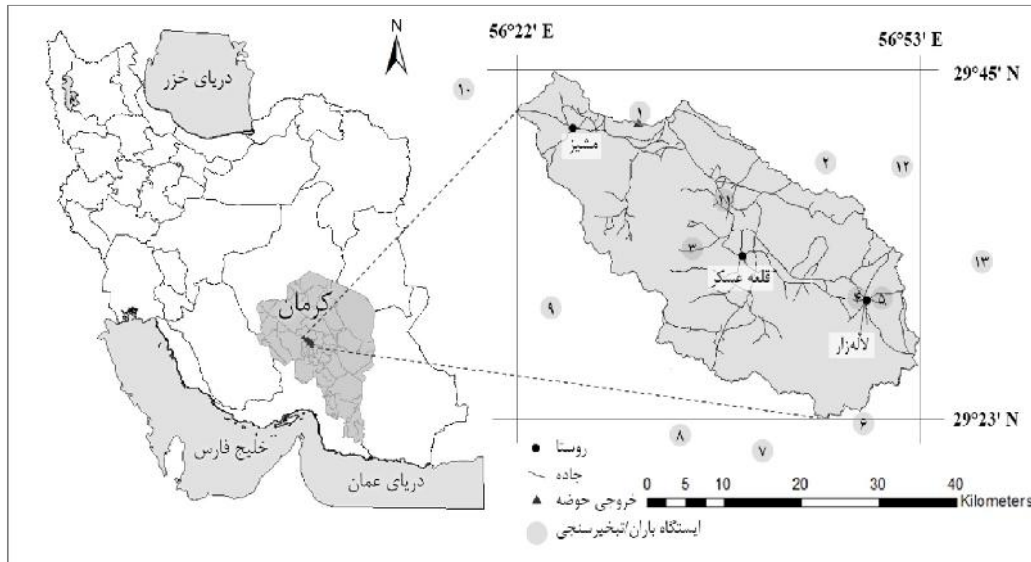 56°22' E
56°53' E
29°45' N
29°23' N
N
دریای خزر
کرمان
خلیج فارس
دریای عمان
۱۰
۱
مشیز
۲
۱۲
۱۱
۳
قلعه عسکر
۱۳
۹
۴
۵
لاله‌زار
۶
۸
۷
روستا
جاده
خروجی حوضه
ایستگاه باران/تبخیرسنجی
0 5 10 20 30 40
Kilometers